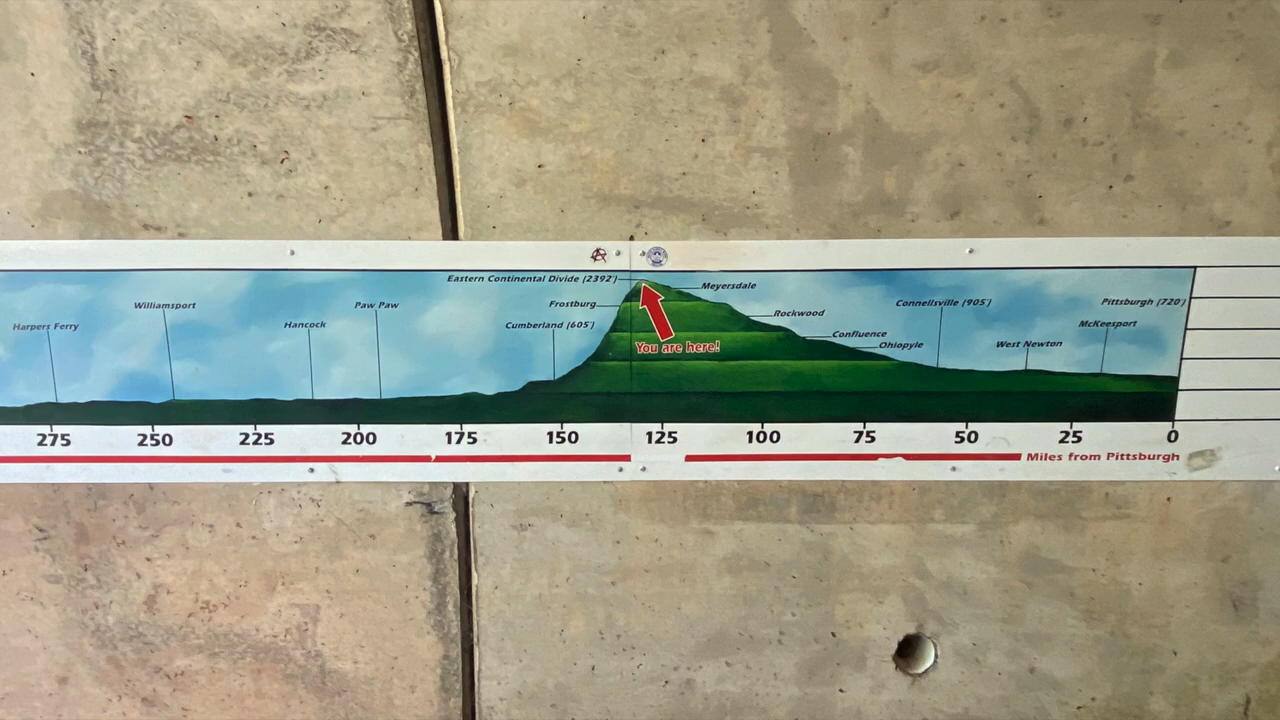 Eastern Continental Divide (2392')
Meyersdale
Williamsport
Paw Paw
Frostburg
Connellsville (905')
Pittsburgh (720')
Rockwood
Harpers Ferry
Hancock
Cumberland (605')
McKeesport
Confluence
You are here!
Ohiopyle
West Newton
275 250 225 200 175 150 125 100 75 50 25 0
Miles from Pittsburgh